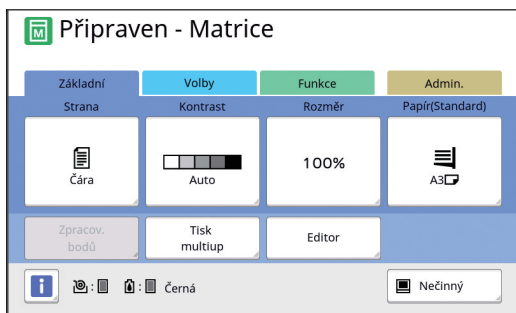 M Připraven - Matrice
Základní Volby Funkce Admin.
Strana Kontrast Rozměr Papír(Standard)
Čára Auto 100% A3
Zpracov. bodů Tisk multiup Editor
i : : Černá Nečinný